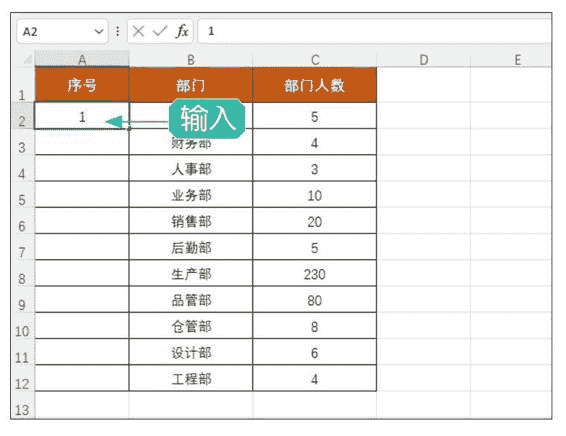 A2 fx 1
A B C D E
1 序号 部门 部门人数
2 1 输入 5
3 财务部 4
4 人事部 3
5 业务部 10
6 销售部 20
7 后勤部 5
8 生产部 230
9 品管部 80
10 仓管部 8
11 设计部 6
12 工程部 4
13